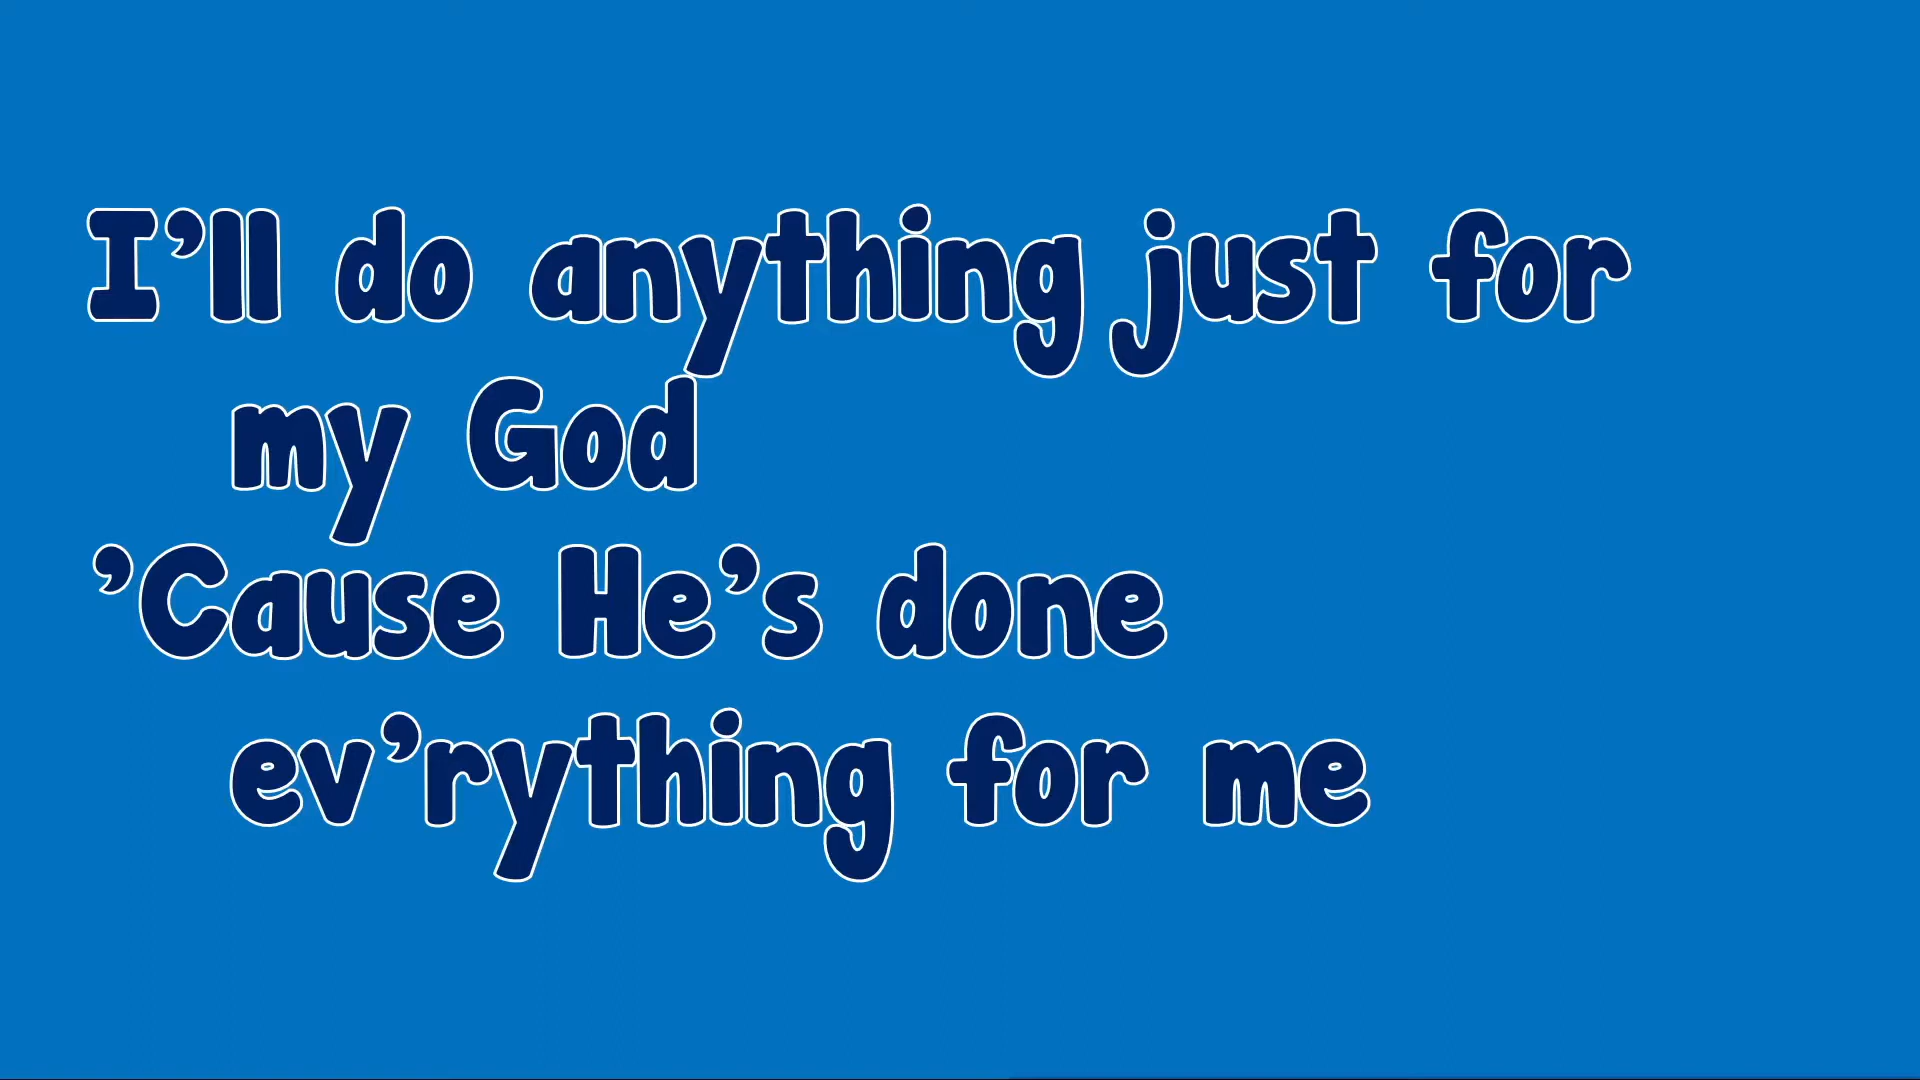 I’ll do anything just for
my God
’Cause He’s done
ev’rything for me